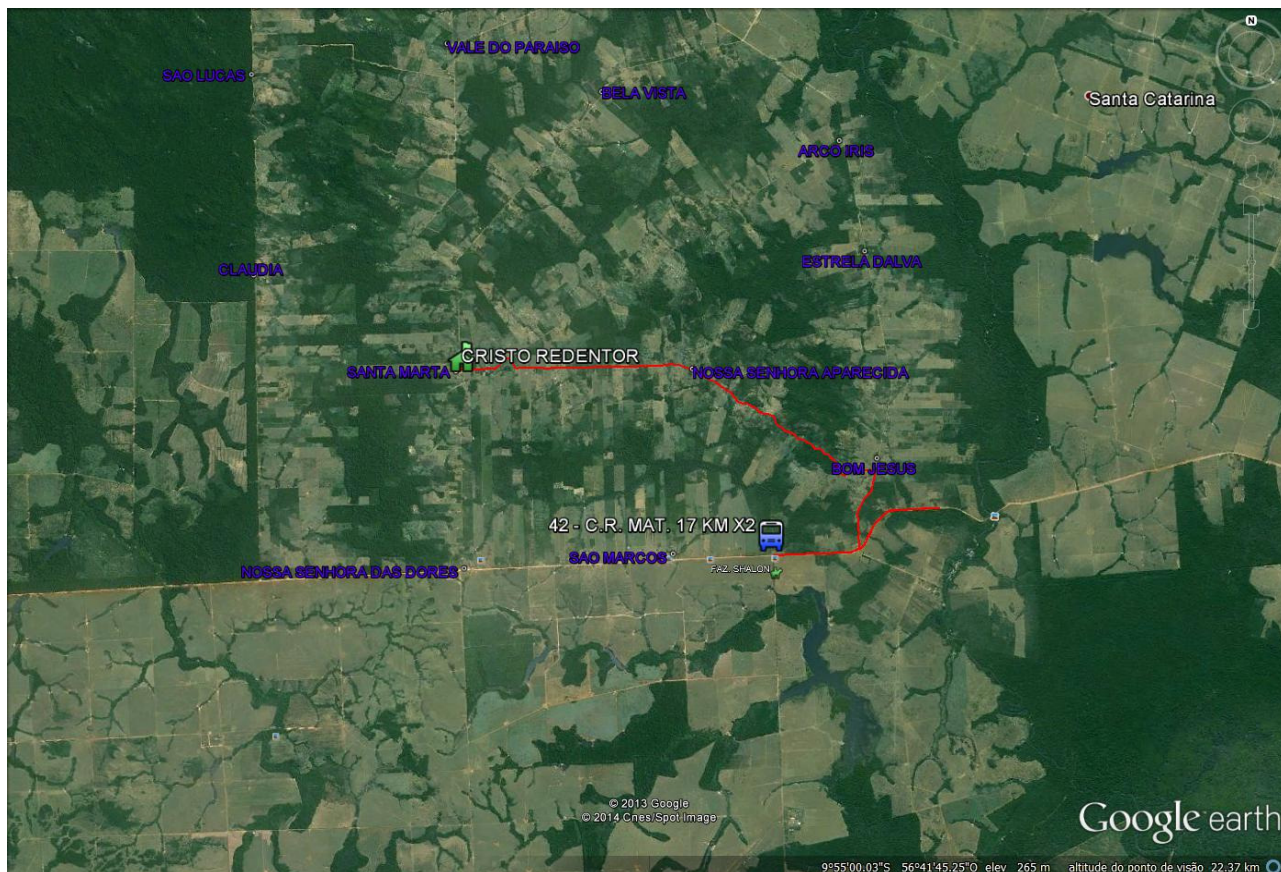 N
VALE DO PARAISO
SAO LUCAS
BELA VISTA
Santa Catarina
ARCO IRIS
ESTRELA DALVA
CLAUDIA
CRISTO REDENTOR
SANTA MARTA
NOSSA SENHORA APARECIDA
BOM JESUS
42 - C.R. MAT. 17 KM X2
SAO MARCOS
FAZ. SHALON
NOSSA SENHORA DAS DORES
© 2013 Google
© 2014 Cnes/Spot Image
Google earth
9°55'00.03"S 56°41'45.25"O elev 265 m altitude do ponto de visão 22.37 km